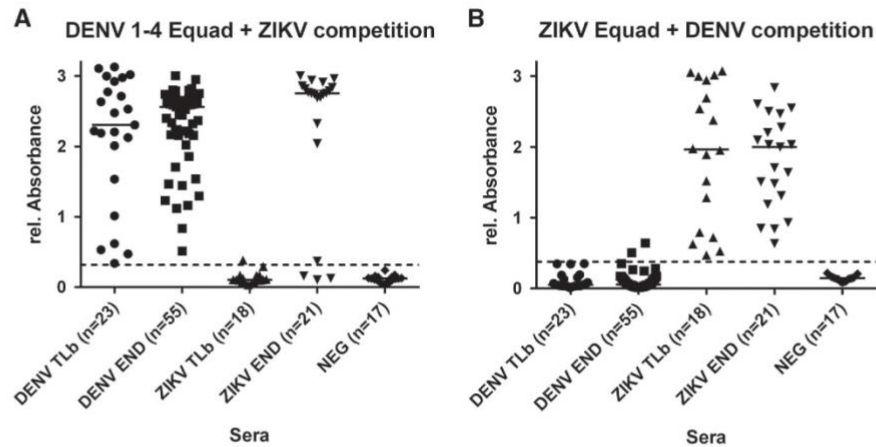 A
DENV 1-4 Equad + ZIKV competition
rel. Absorbance
3
2
1
0
DENV TLb (n=23)
DENV END (n=55)
ZIKV TLb (n=18)
ZIKV END (n=21)
NEG (n=17)
Sera
B
ZIKV Equad + DENV competition
rel. Absorbance
3
2
1
0
DENV TLb (n=23)
DENV END (n=55)
ZIKV TLb (n=18)
ZIKV END (n=21)
NEG (n=17)
Sera